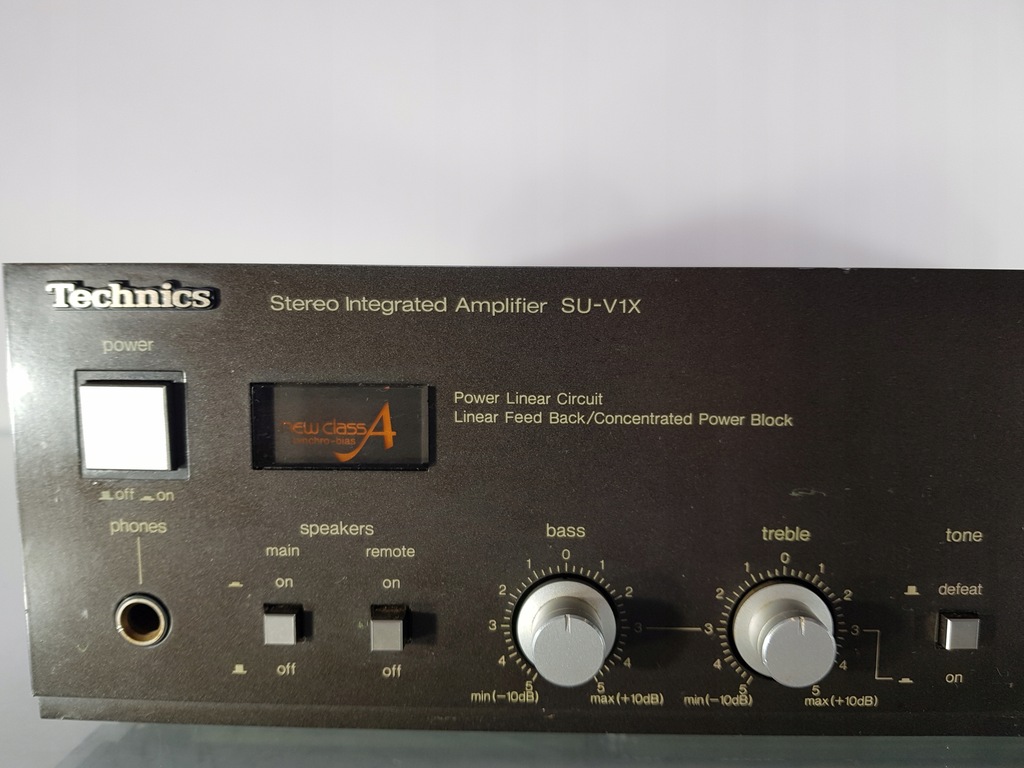 Technics
Stereo Integrated Amplifier SU-V1X
power
new class A
synchro-bias
Power Linear Circuit
Linear Feed Back/Concentrated Power Block
off on
phones
speakers
main remote
on on
off off
bass
0
1 1
2 2
3 3
4 4
5 5
min(-10dB) max(+10dB)
treble
0
1 1
2 2
3 3
4 4
5 5
min(-10dB) max(+10dB)
tone
defeat
on